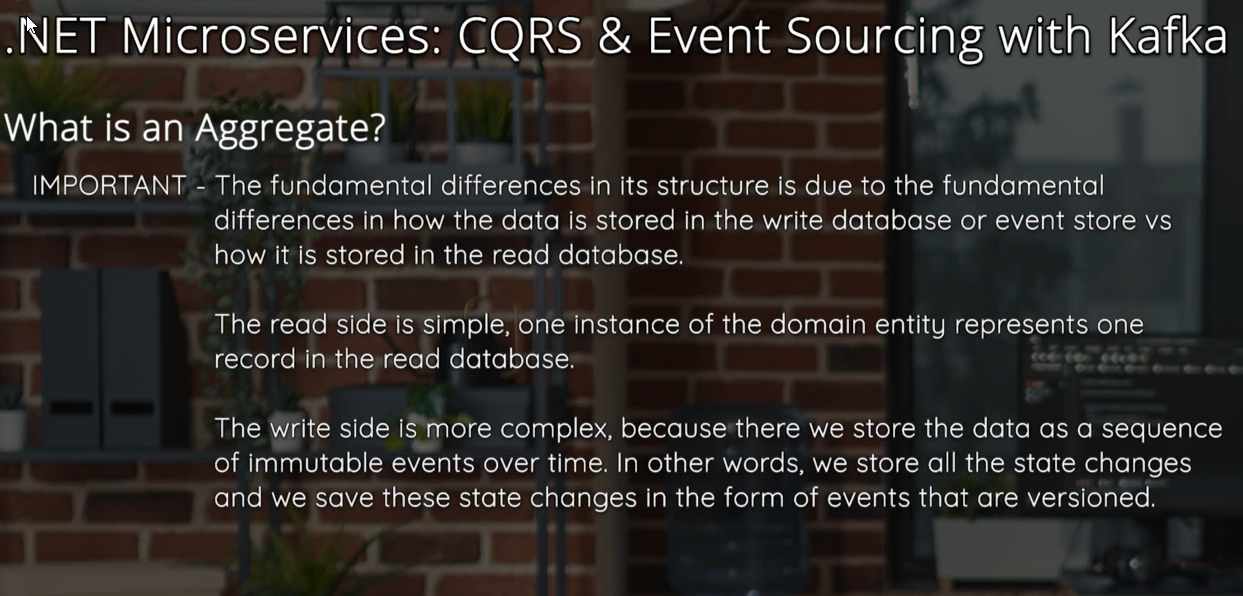 .NET Microservices: CQRS & Event Sourcing with Kafka
What is an Aggregate?
IMPORTANT - The fundamental differences in its structure is due to the fundamental
differences in how the data is stored in the write database or event store vs
how it is stored in the read database.
The read side is simple, one instance of the domain entity represents one
record in the read database.
The write side is more complex, because there we store the data as a sequence
of immutable events over time. In other words, we store all the state changes
and we save these state changes in the form of events that are versioned.